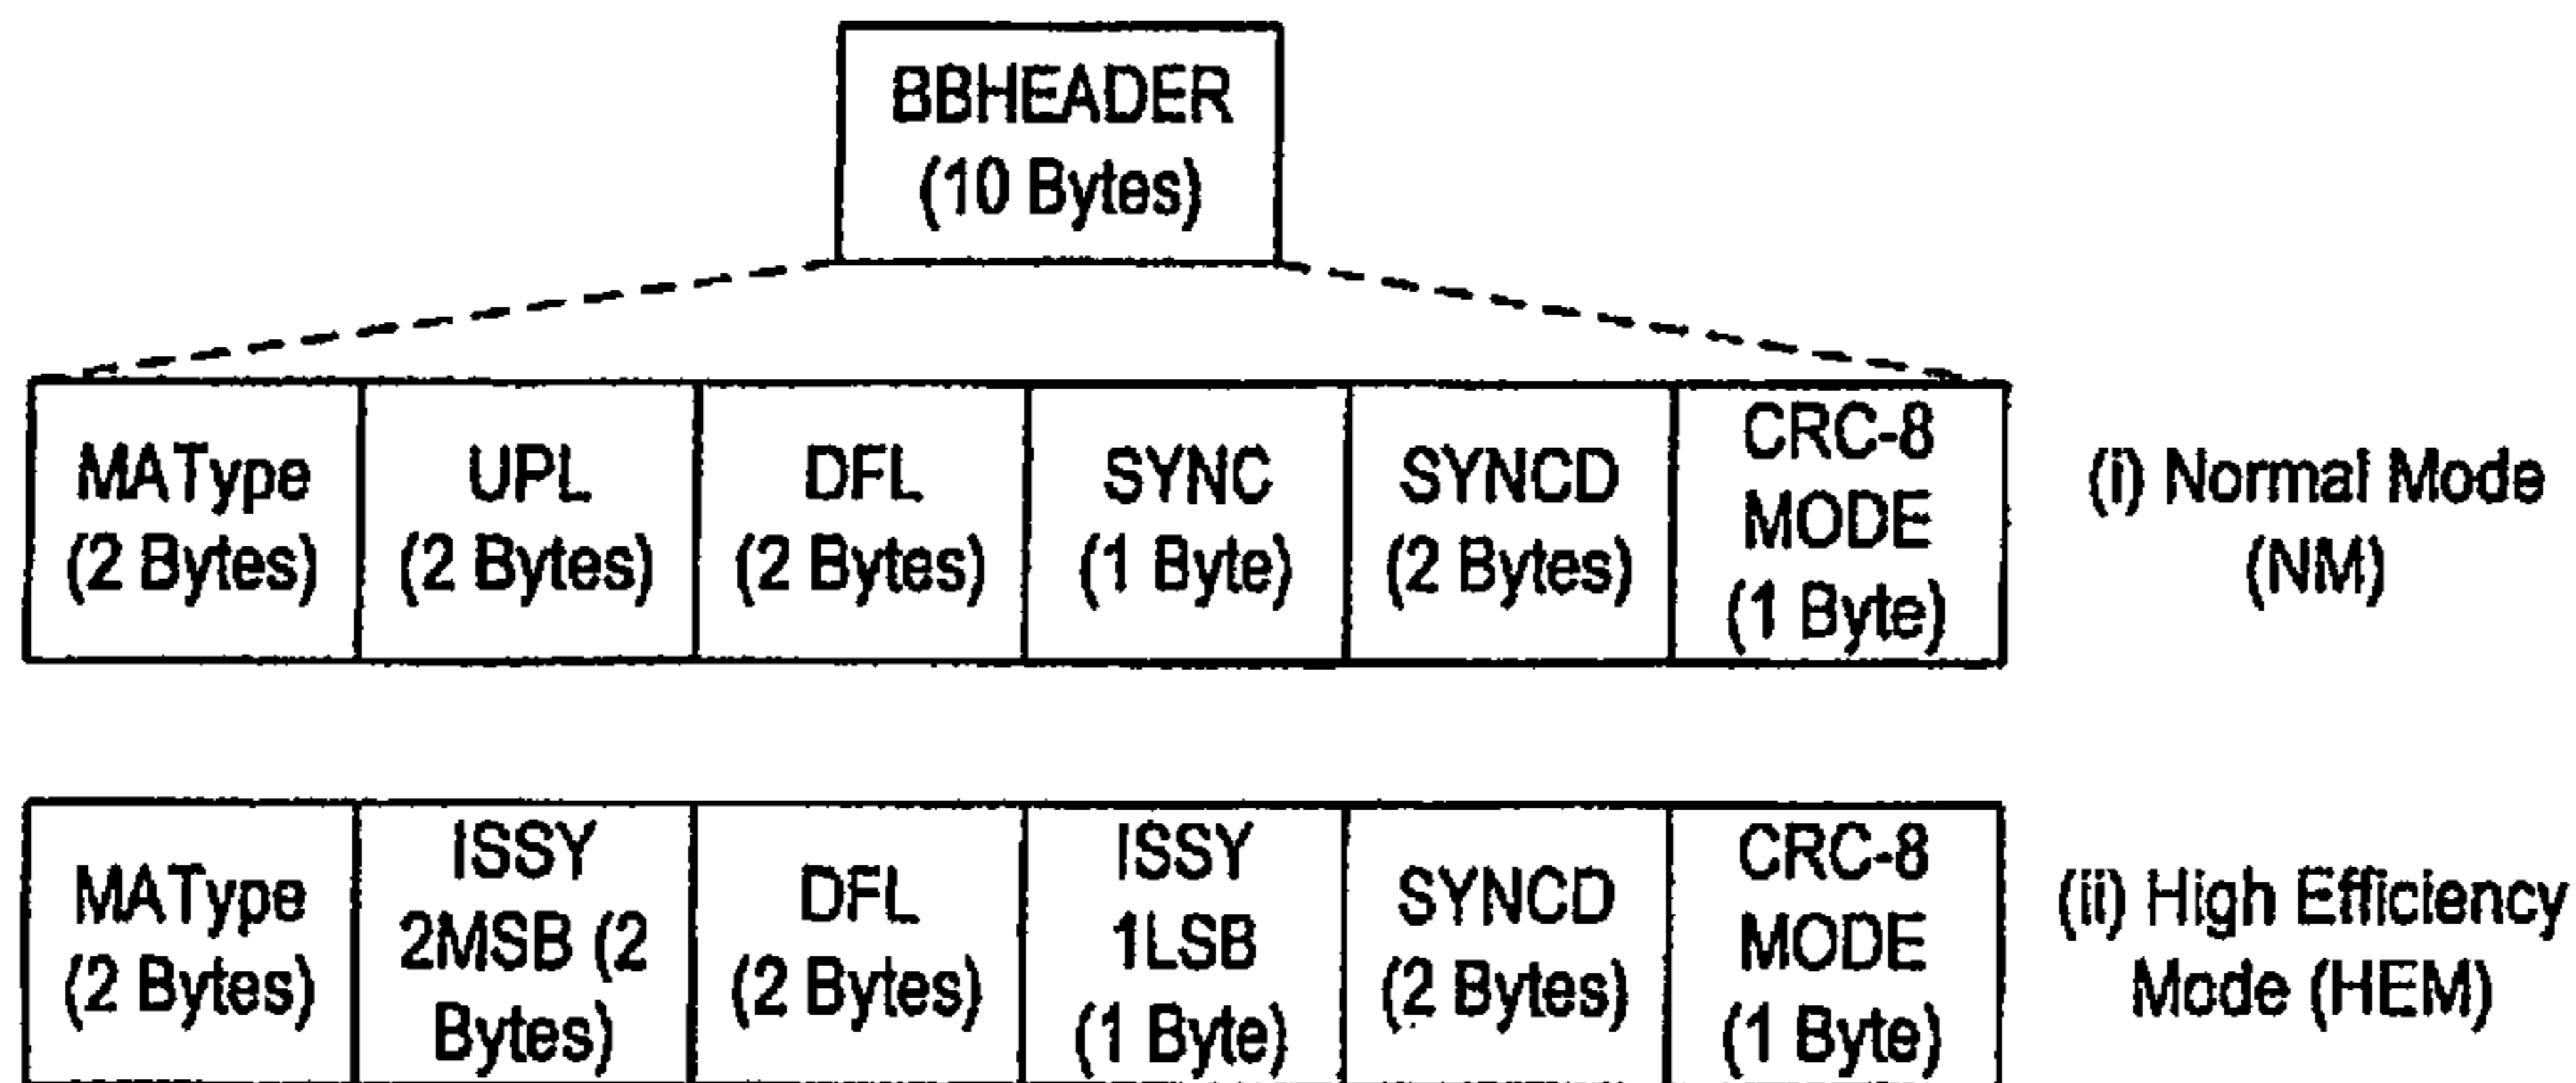 BBHEADER
(10 Bytes)
MAType
(2 Bytes)
UPL
(2 Bytes)
DFL
(2 Bytes)
SYNC
(1 Byte)
SYNCD
(2 Bytes)
CRC-8
MODE
(1 Byte)
(i) Normal Mode
(NM)
MAType
(2 Bytes)
ISSY
2MSB (2
Bytes)
DFL
(2 Bytes)
ISSY
1LSB
(1 Byte)
SYNCD
(2 Bytes)
CRC-8
MODE
(1 Byte)
(ii) High Efficiency
Mode (HEM)